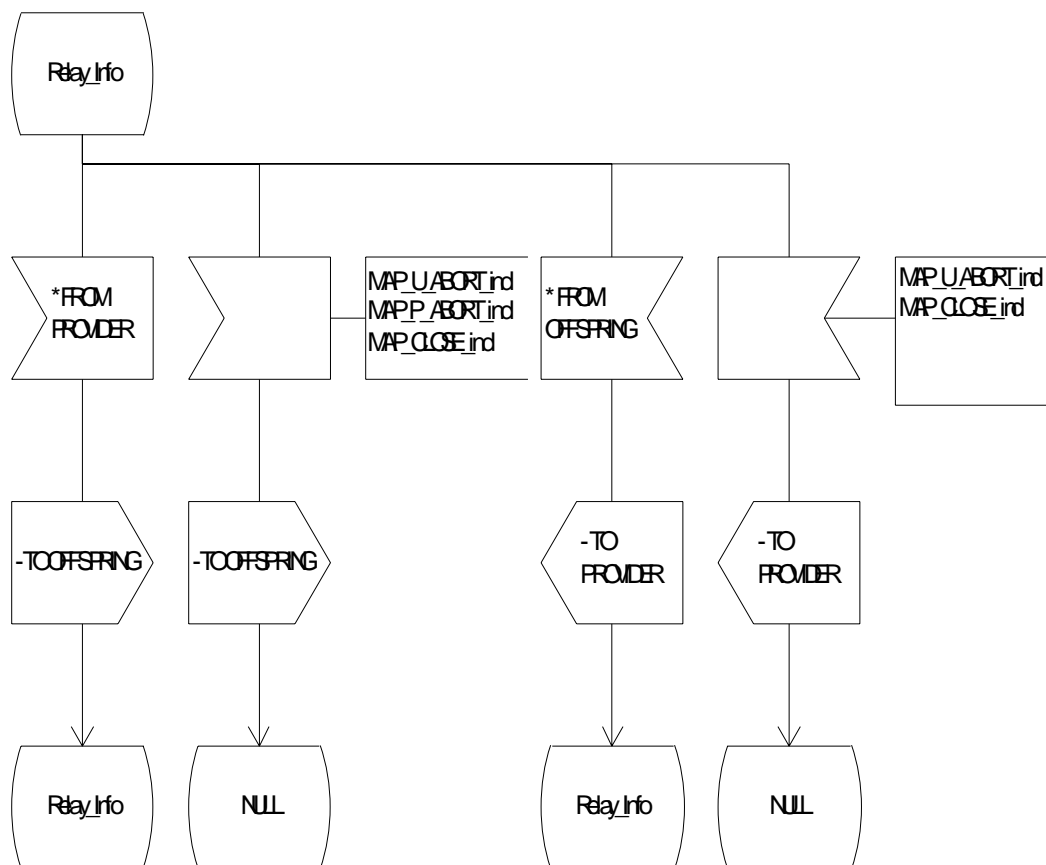 Relay_Info
*FROM
PROVIDER
MAP_U_ABORT_ind
MAP_P_ABORT_ind
MAP_CLOSE_ind
* FROM
OFFSPRING
MAP_U_ABORT_ind
MAP_CLOSE_ind
-TO OFFSPRING
-TO OFFSPRING
-TO
PROVIDER
-TO
PROVIDER
Relay_Info
NULL
Relay_Info
NULL